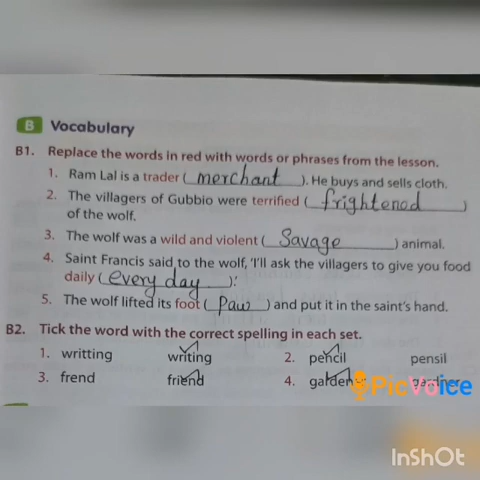 B Vocabulary
B1. Replace the words in red with words or phrases from the lesson.
1. Ram Lal is a trader (merchant). He buys and sells cloth.
2. The villagers of Gubbio were terrified (frightened)
of the wolf.
3. The wolf was a wild and violent (Savage) animal.
4. Saint Francis said to the wolf, 'I'll ask the villagers to give you food
daily (every day).'
5. The wolf lifted its foot (Paw) and put it in the saint's hand.
B2. Tick the word with the correct spelling in each set.
1. writting writing 2. pencil pensil
3. frend friend 4. gardener gardner
PicVoice
InShOt